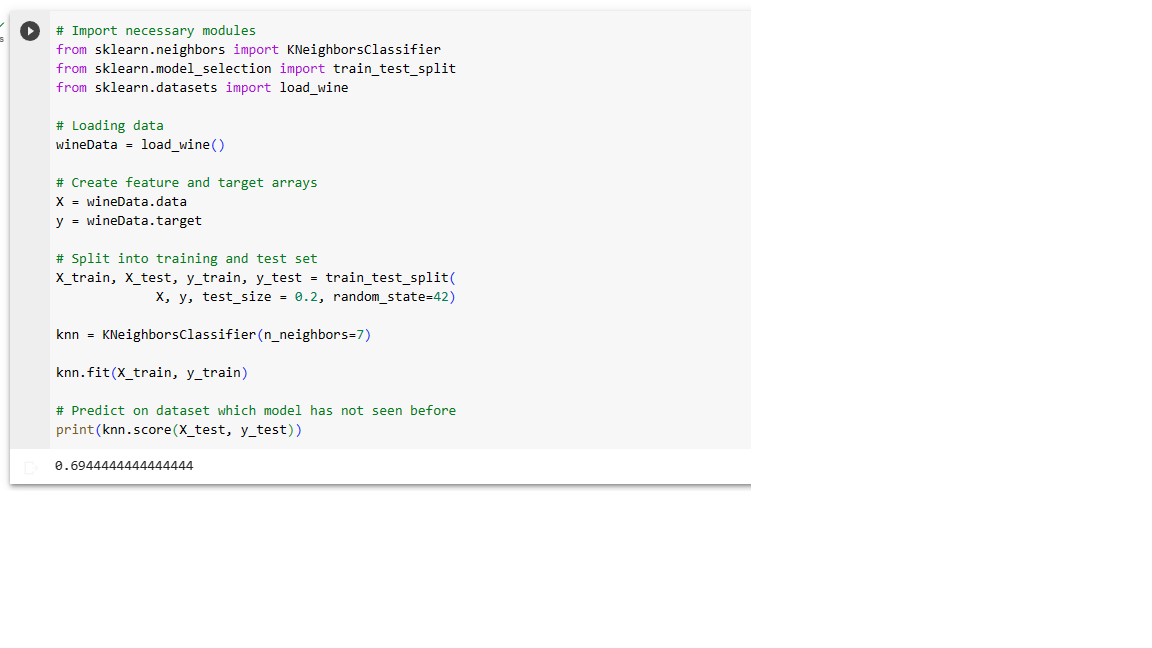 # Import necessary modules
from sklearn.neighbors import KNeighborsClassifier
from sklearn.model_selection import train_test_split
from sklearn.datasets import load_wine
# Loading data
wineData = load_wine()
# Create feature and target arrays
X = wineData.data
y = wineData.target
# Split into training and test set
X_train, X_test, y_train, y_test = train_test_split(
X, y, test_size = 0.2, random_state=42)
knn = KNeighborsClassifier(n_neighbors=7)
knn.fit(X_train, y_train)
# Predict on dataset which model has not seen before
print(knn.score(X_test, y_test))
0.6944444444444444